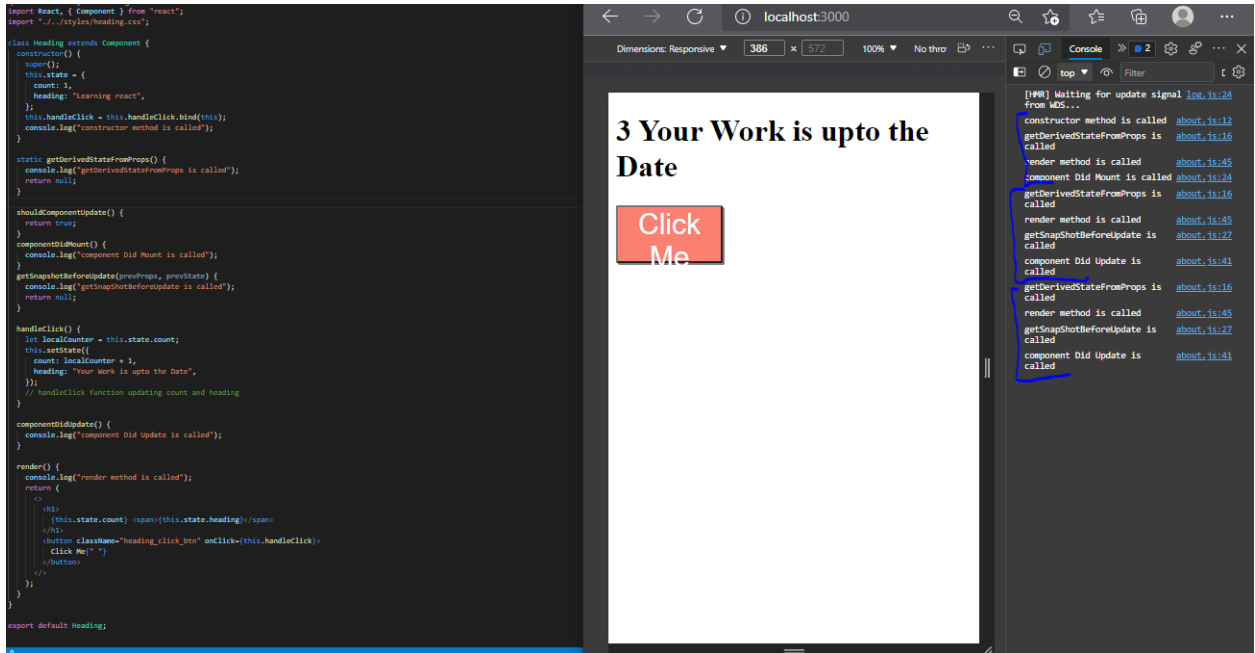 import React, { Component } from "react";
import "./../styles/heading.css";
class Heading extends Component {
constructor() {
super();
this.state = {
count: 1,
heading: "Learning react",
};
this.handleClick = this.handleClick.bind(this);
console.log("constructor method is called");
}
static getDerivedStateFromProps() {
console.log("getDerivedStateFromProps is called");
return null;
}
shouldComponentUpdate() {
return true;
}
componentDidMount() {
console.log("component Did Mount is called");
}
getSnapshotBeforeUpdate(prevProps, prevState) {
console.log("getSnapShotBeforeUpdate is called");
return null;
}
handleClick() {
let localCounter = this.state.count;
this.setState({
count: localCounter + 1,
heading: "Your Work is upto the Date",
});
// handleClick function updating count and heading
}
componentDidUpdate() {
console.log("component Did Update is called");
}
render() {
console.log("render method is called");
return (
<>
<h1>
{this.state.count} <span>{this.state.heading}</span>
</h1>
<button className="heading_click_btn" onClick={this.handleClick}>
Click Me{" "}
</button>
</>
);
}
}
export default Heading;
localhost:3000
Dimensions: Responsive 386 x 572 100% No thro
3 Your Work is upto the
Date
Click
Me
Console 2
top Filter
[HMR] Waiting for update signal log.js:24
from WDS...
constructor method is called about.js:12
getDerivedStateFromProps is about.js:16
called
render method is called about.js:45
component Did Mount is called about.js:24
getDerivedStateFromProps is about.js:16
called
render method is called about.js:45
getSnapShotBeforeUpdate is about.js:27
called
component Did Update is about.js:41
called
getDerivedStateFromProps is about.js:16
called
render method is called about.js:45
getSnapShotBeforeUpdate is about.js:27
called
component Did Update is about.js:41
called